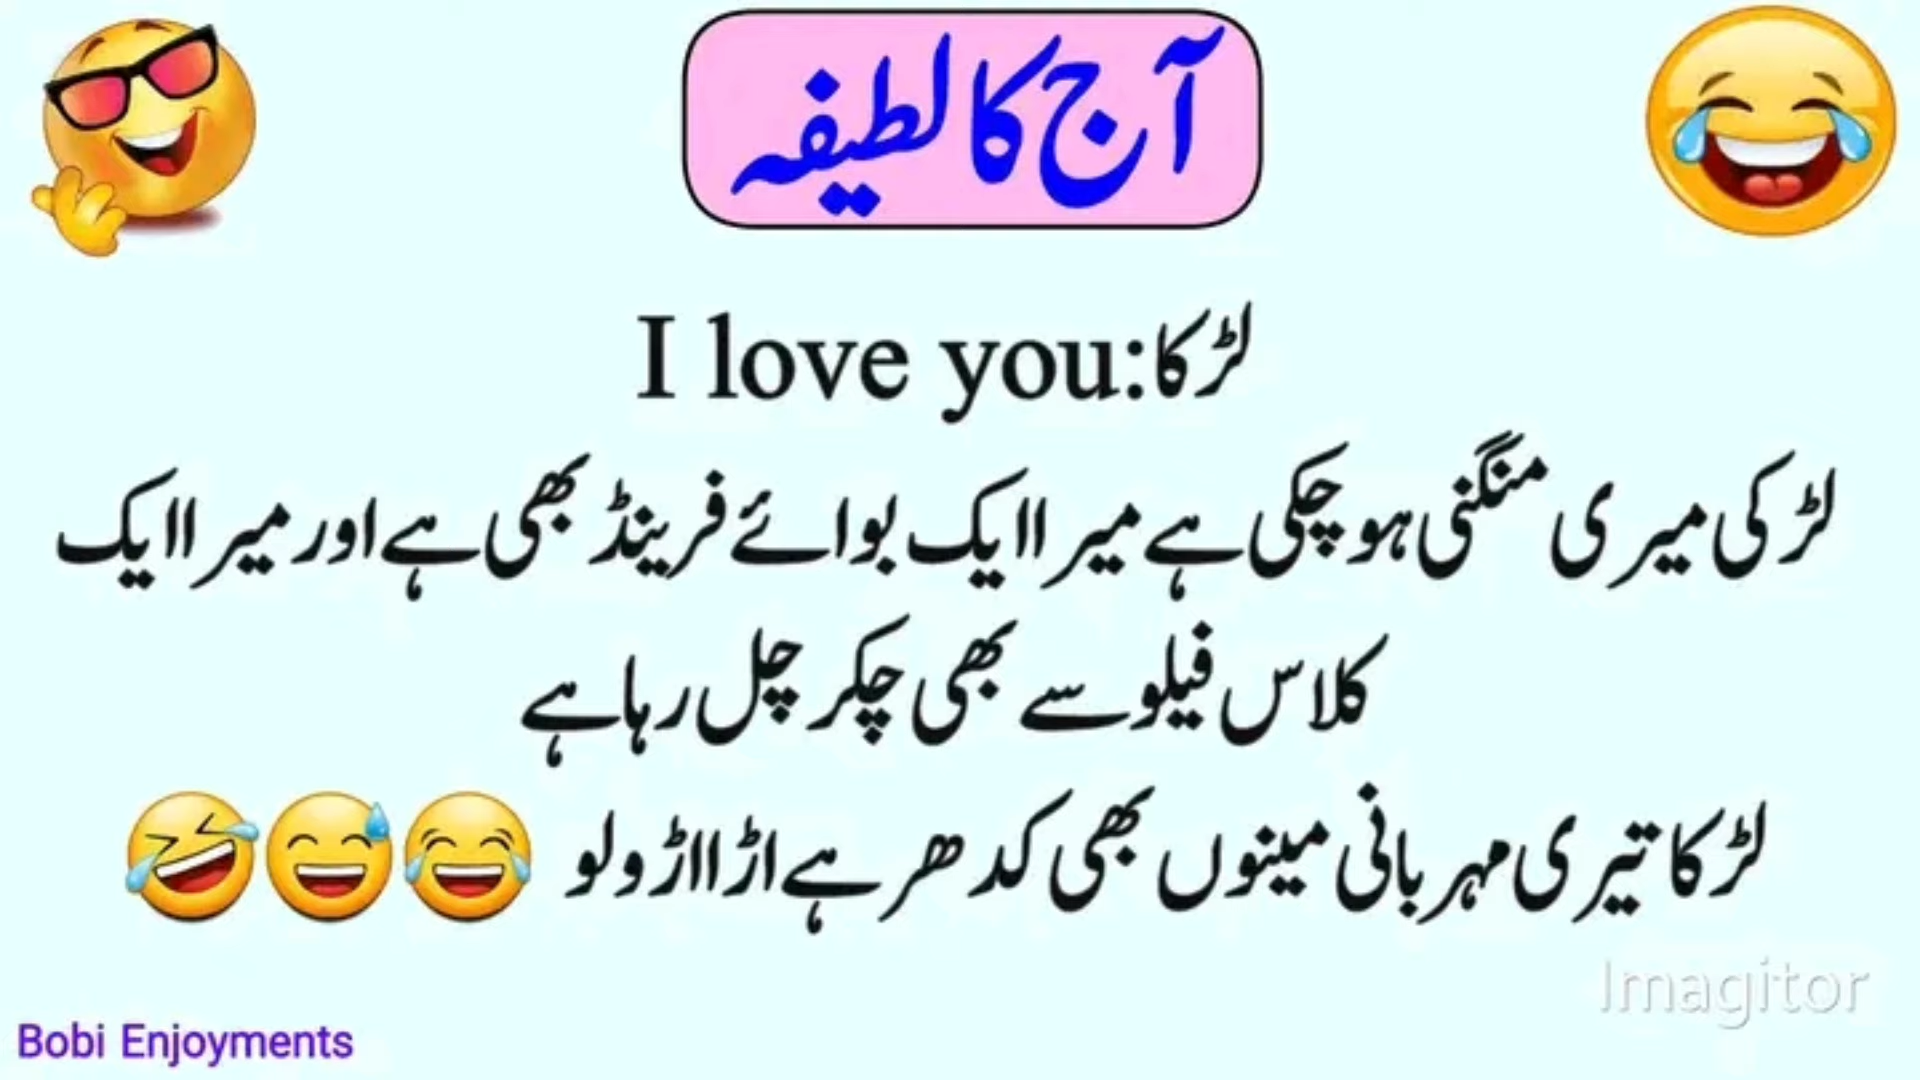 آج کا لطیفہ
لڑکا:I love you
لڑکی میری منگنی ہو چکی ہے میرا ایک بوائے فرینڈ بھی ہے اور میرا ایک
کلاس فیلو سے بھی چکر چل رہا ہے
لڑکا تیری مہربانی مینوں بھی کدھر ہے اڑا اڑ ولو 😂😅🤣
Imagitor
Bobi Enjoyments